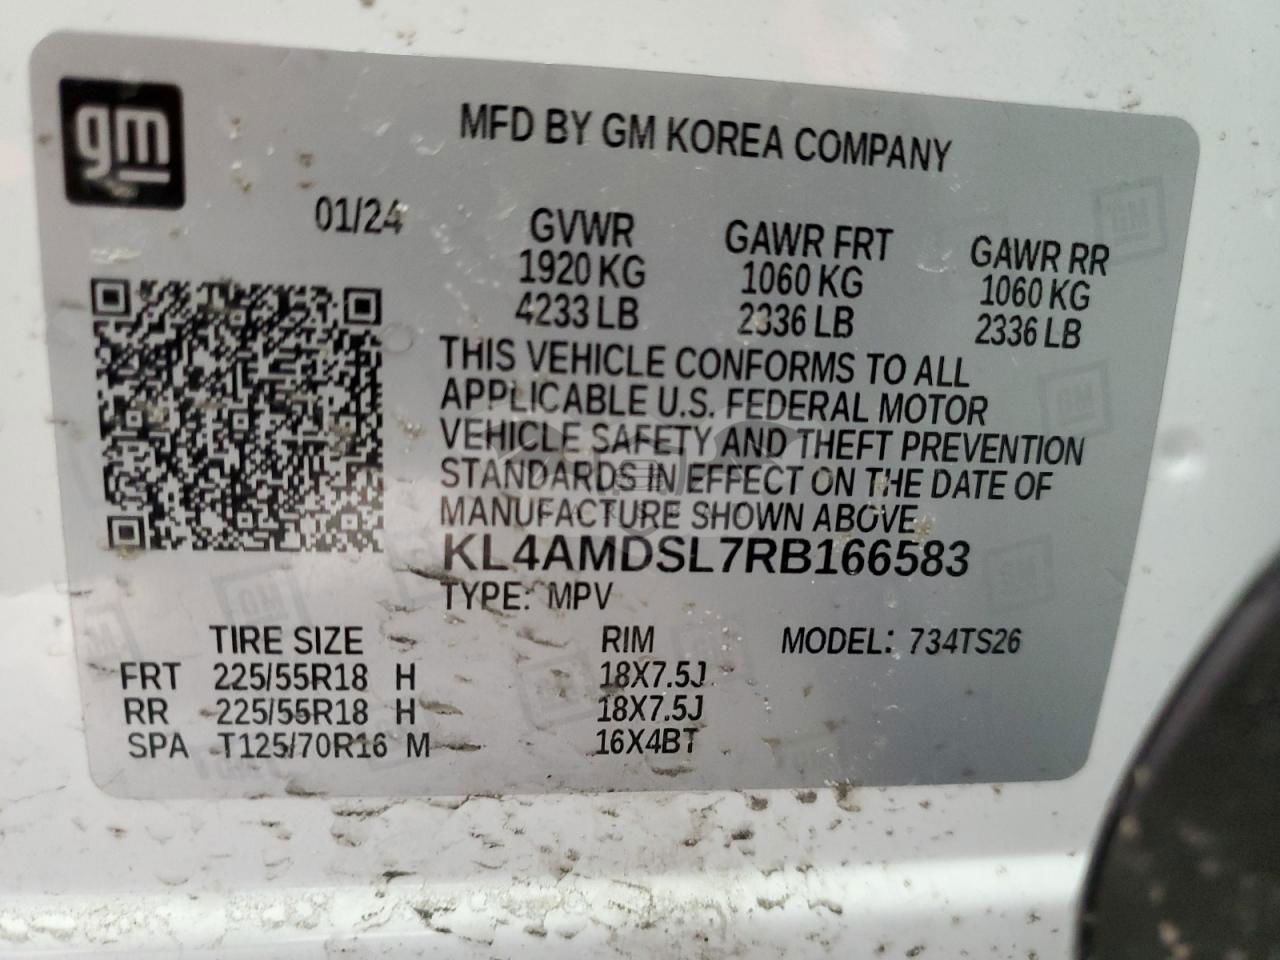 gm
MFD BY GM KOREA COMPANY
01/24
GVWR GAWR FRT GAWR RR
1920 KG 1060 KG 1060 KG
4233 LB 2336 LB 2336 LB
THIS VEHICLE CONFORMS TO ALL
APPLICABLE U.S. FEDERAL MOTOR
VEHICLE SAFETY AND THEFT PREVENTION
STANDARDS IN EFFECT ON THE DATE OF
MANUFACTURE SHOWN ABOVE
KL4AMDSL7RB166583
TYPE: MPV
TIRE SIZE RIM MODEL: 734TS26
FRT 225/55R18 H 18X7.5J
RR 225/55R18 H 18X7.5J
SPA T125/70R16 M 16X4BT